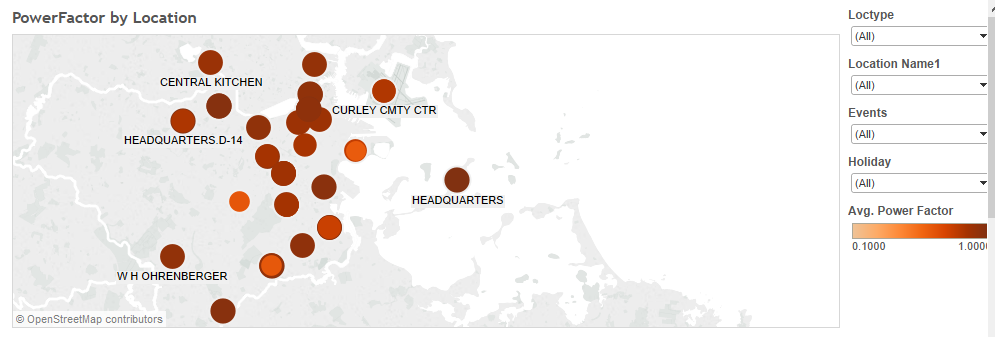 PowerFactor by Location
CENTRAL KITCHEN
CURLEY CMTY CTR
HEADQUARTERS.D-14
HEADQUARTERS
W H OHRENBERGER
© OpenStreetMap contributors
Loctype
(All)
Location Name1
(All)
Events
(All)
Holiday
(All)
Avg. Power Factor
0.1000 1.0000